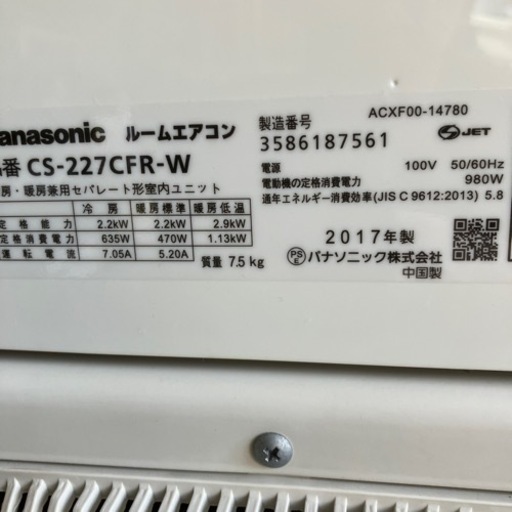 Panasonic ルームエアコン
品番 CS-227CFR-W
冷房・暖房兼用セパレート形室内ユニット
冷房 暖房標準 暖房低温
定格能力 2.2kW 2.2kW 2.9kW
定格消費電力 635W 470W 1.13kW
運転電流 7.05A 5.20A
質量 7.5kg
ACXF00-14780
製造番号
3586187561
JET
電源 100V 50/60Hz
電動機の定格消費電力 980W
通年エネルギー消費効率(JIS C 9612:2013) 5.8
2017年製
PSE パナソニック株式会社
中国製